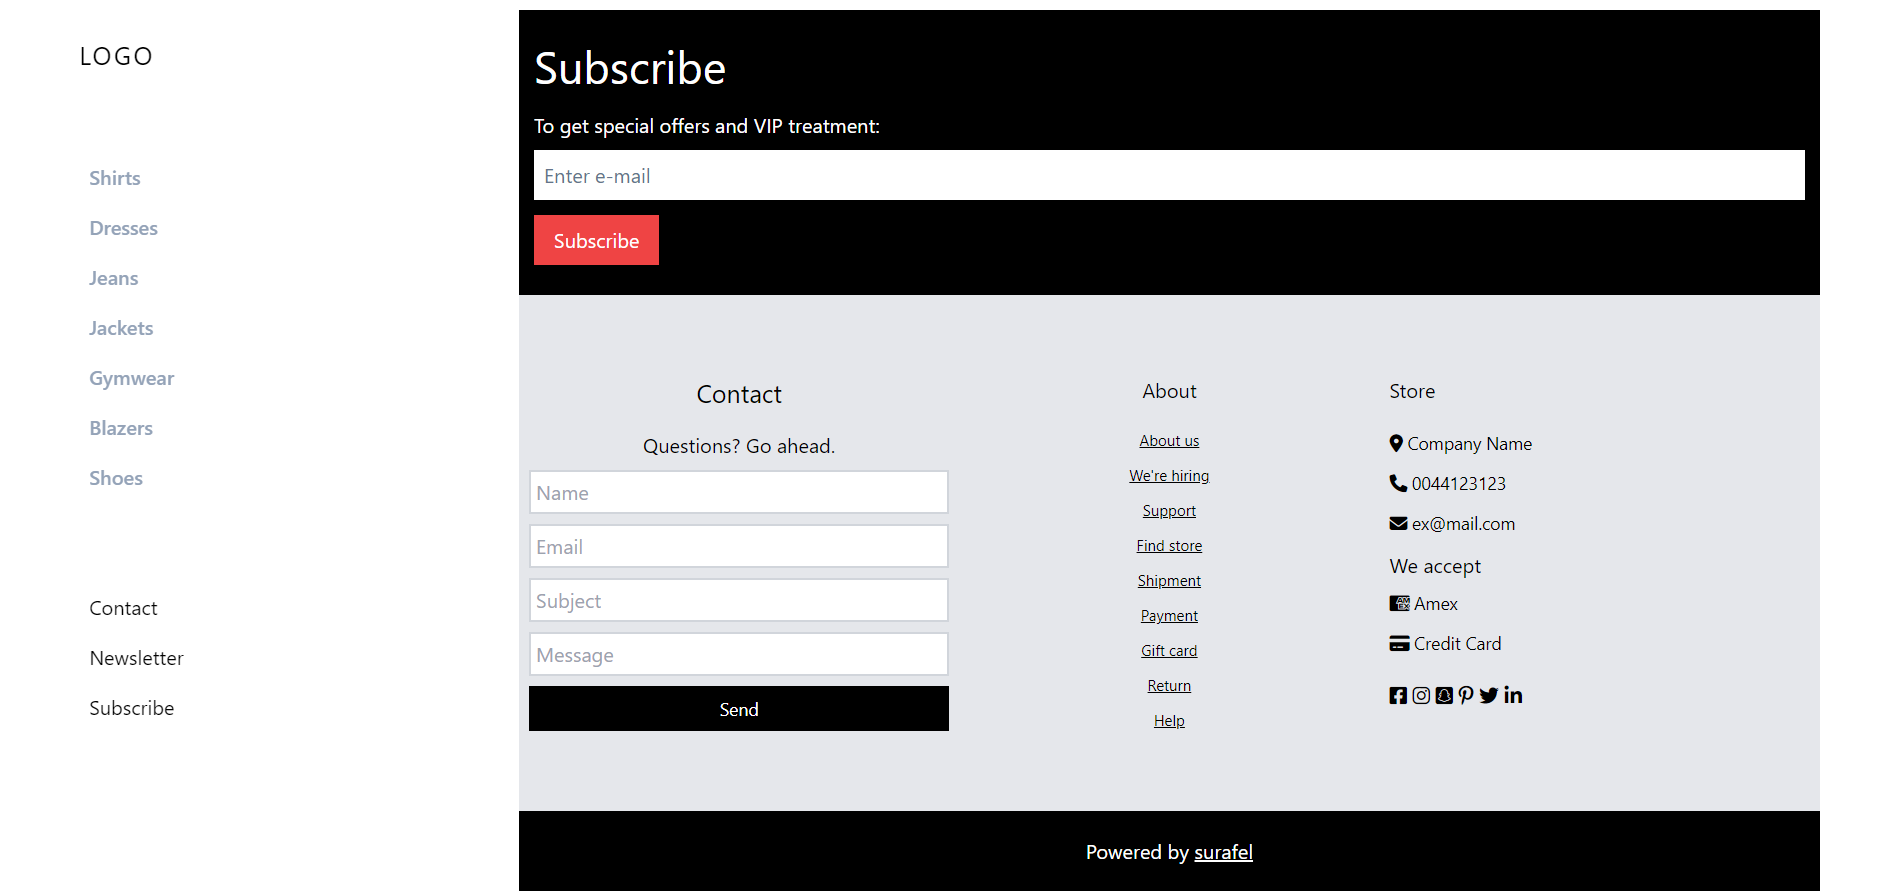 LOGO
Shirts
Dresses
Jeans
Jackets
Gymwear
Blazers
Shoes
Contact
Newsletter
Subscribe
Subscribe
To get special offers and VIP treatment:
Enter e-mail
Subscribe
Contact
Questions? Go ahead.
Name
Email
Subject
Message
Send
About
About us
We're hiring
Support
Find store
Shipment
Payment
Gift card
Return
Help
Store
Company Name
0044123123
ex@mail.com
We accept
AMEX Amex
Credit Card
Powered by surafel